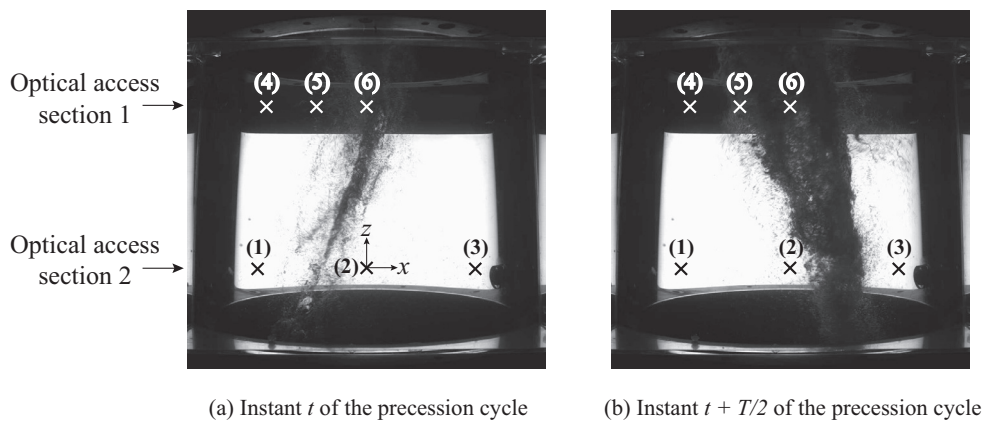 Optical access
section 1
Optical access
section 2
(4) (5) (6)
(1)
(2)
(3)
z
x
(4) (5) (6)
(1) (2) (3)
(a) Instant t of the precession cycle
(b) Instant t + T/2 of the precession cycle